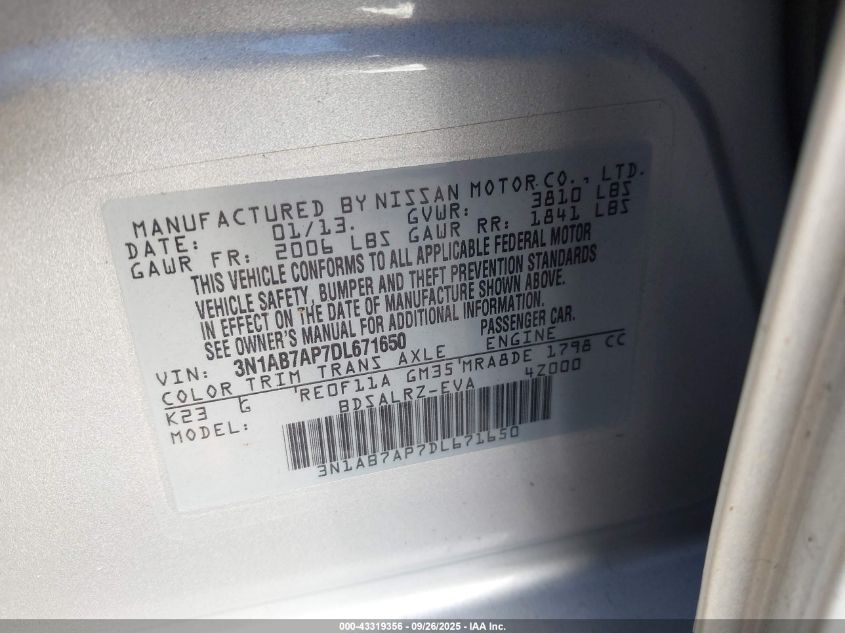 MANUFACTURED BY NISSAN MOTOR CO., LTD.
DATE: 01/13. GVWR: 3810 LBS
GAWR FR: 2006 LBS GAWR RR: 1841 LBS
THIS VEHICLE CONFORMS TO ALL APPLICABLE FEDERAL MOTOR
VEHICLE SAFETY, BUMPER AND THEFT PREVENTION STANDARDS
IN EFFECT ON THE DATE OF MANUFACTURE SHOWN ABOVE.
SEE OWNER'S MANUAL FOR ADDITIONAL INFORMATION.
VIN: 3N1AB7AP7DL671650 PASSENGER CAR.
COLOR TRIM TRANS AXLE ENGINE
K23 G RE0F11A GM35 MRA8DE 1798 CC
MODEL: BDSALRZ-EVA 4Z000
3N1AB7AP7DL671650
000-43319356 - 09/26/2025 - IAA Inc.